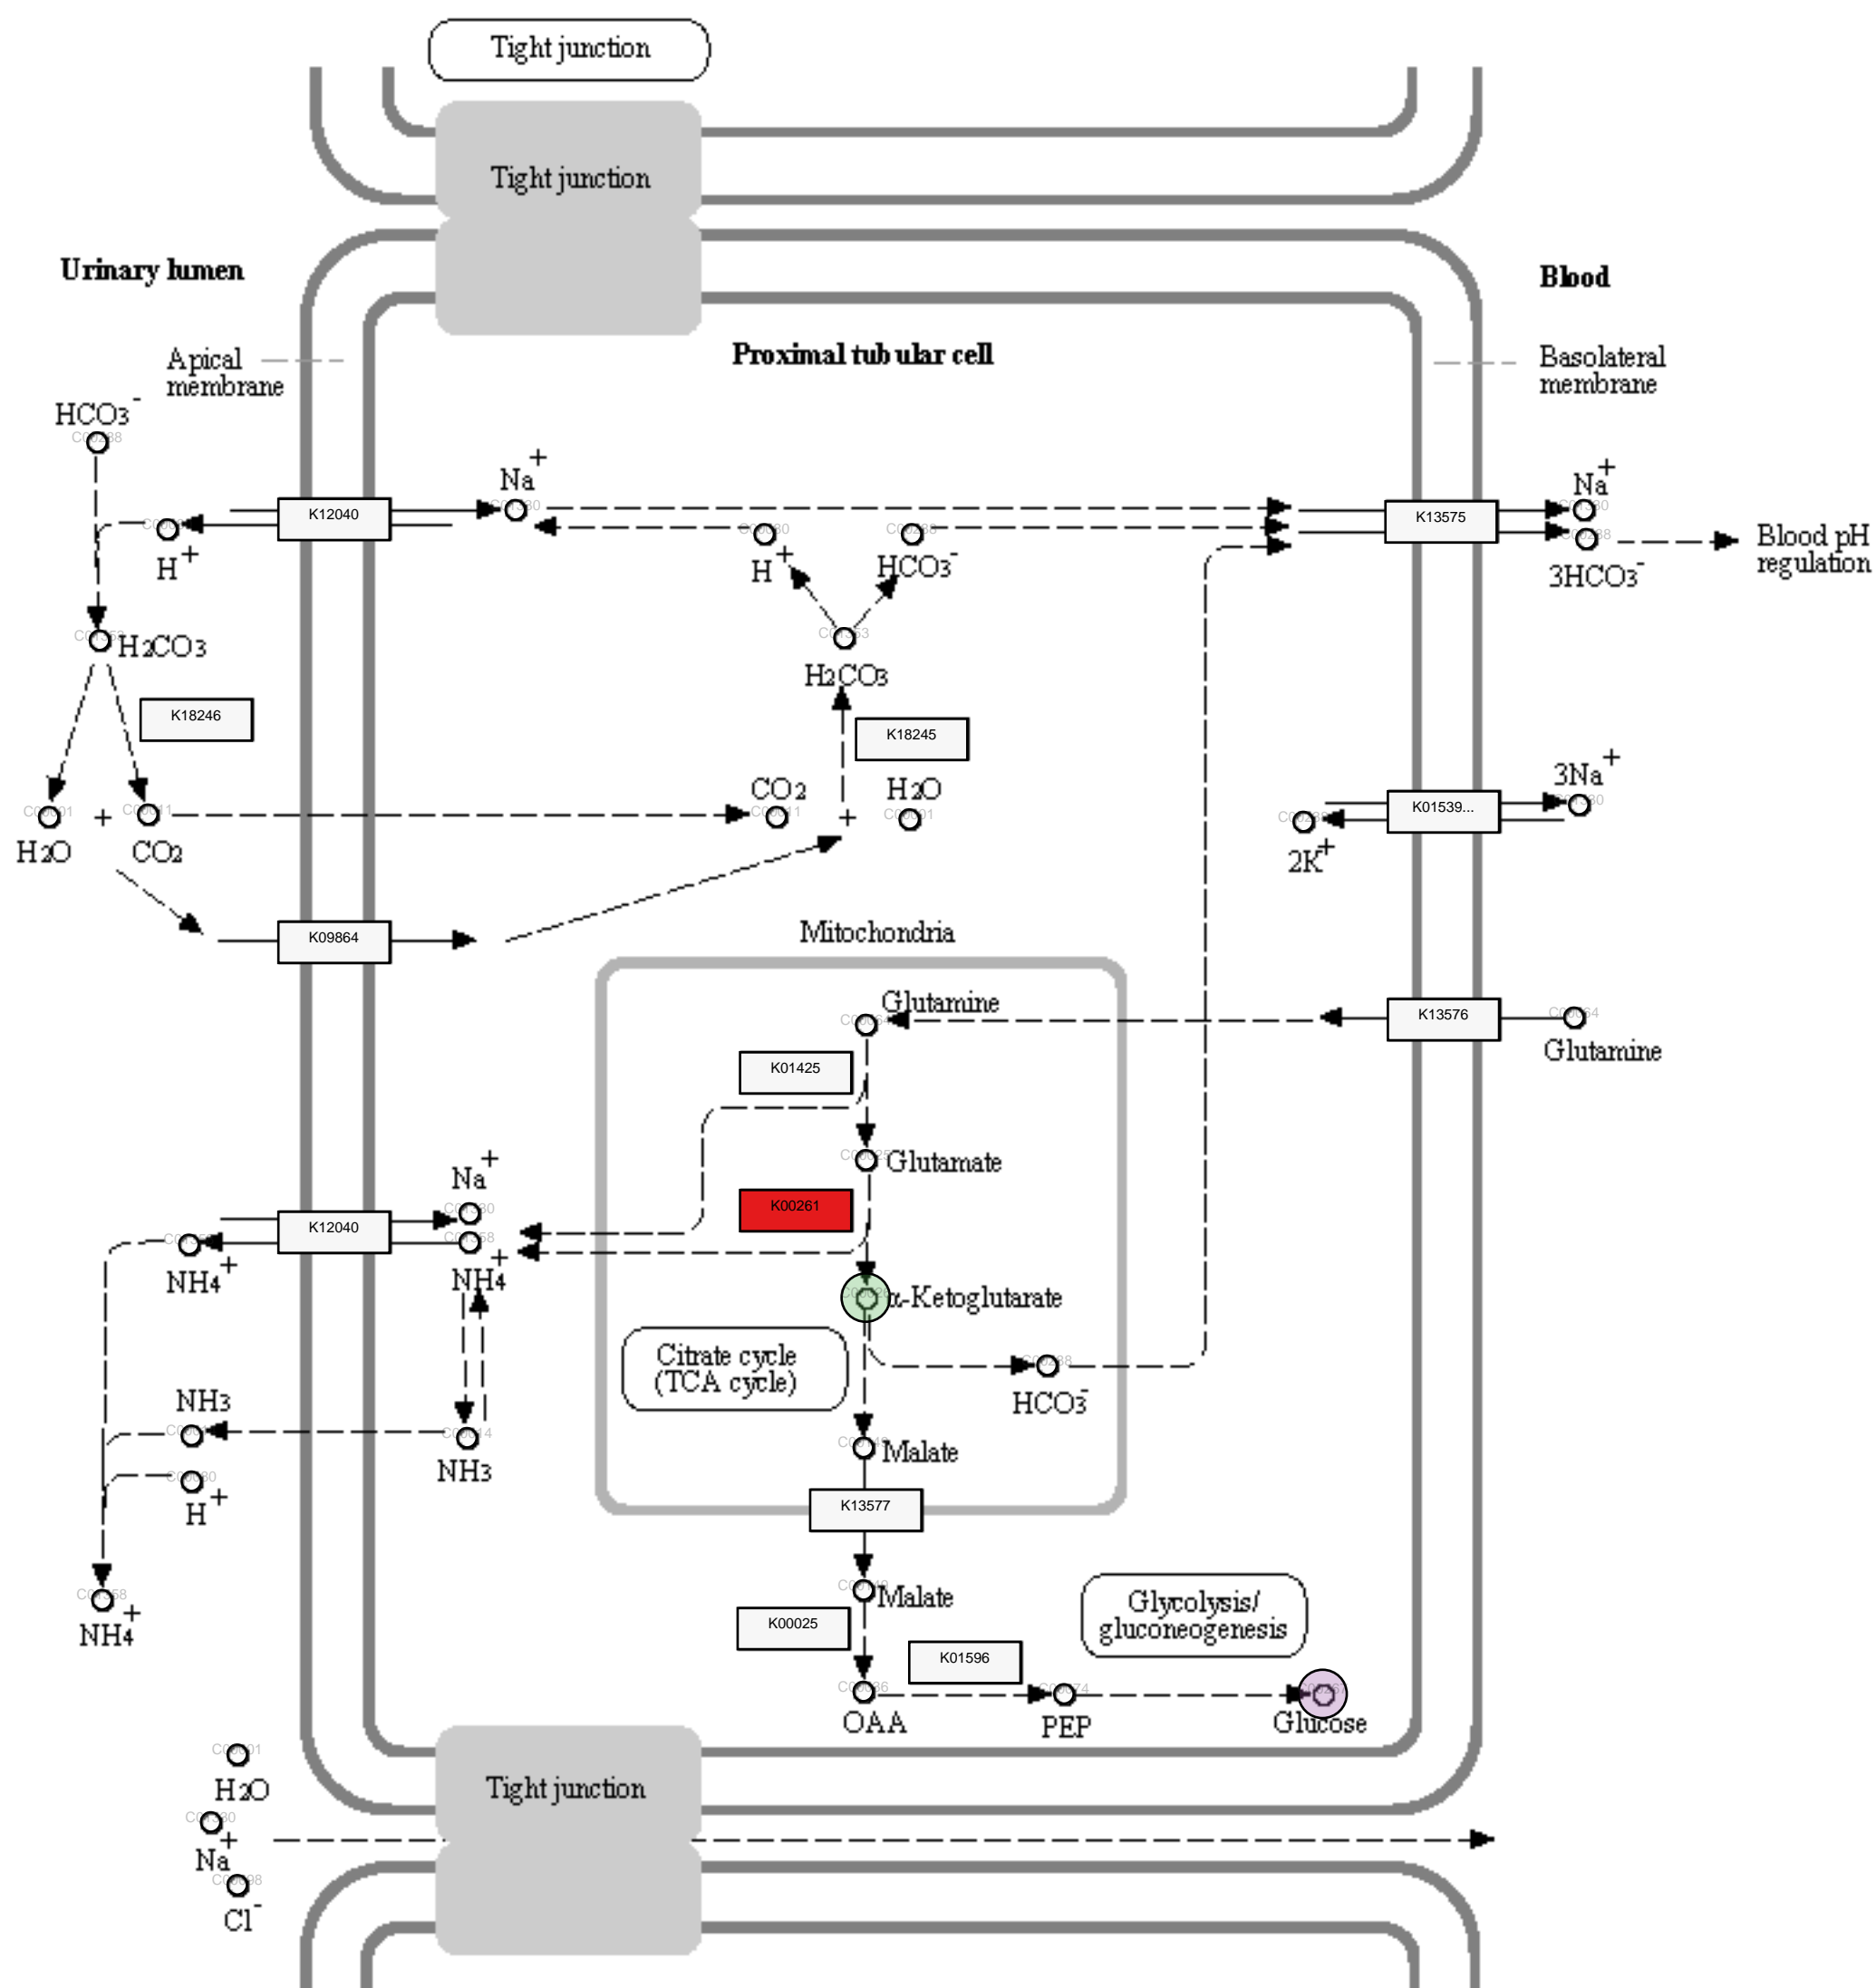 Tight junction
Tight junction
Urinary lumen
Blood
Proximal tubular cell
Apical
membrane
Basolateral
membrane
HCO3-
Na+
K12040
H+
H+
HCO3-
K13575
Na+
3HCO3-
Blood pH
regulation
H2CO3
H2CO3
K18246
K18245
H2O
+
CO2
CO2
+
H2O
3Na+
K01539...
2K+
K09864
Mitochondria
Glutamine
K13576
Glutamine
K01425
Glutamate
K00261
Na+
K12040
NH4+
NH4+
α-Ketoglutarate
Citrate cycle
(TCA cycle)
HCO3-
NH3
NH3
H+
Malate
K13577
NH4+
Malate
K00025
K01596
Glycolysis/
gluconeogenesis
OAA
PEP
Glucose
Tight junction
H2O
Na+
Cl-